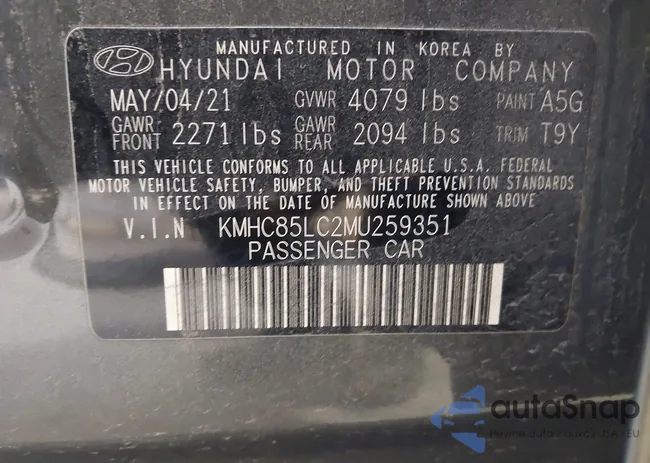 MANUFACTURED IN KOREA BY
HYUNDAI MOTOR COMPANY
MAY/04/21 GVWR 4079 lbs PAINT A5G
GAWR FRONT 2271 lbs GAWR REAR 2094 lbs TRIM T9Y
THIS VEHICLE CONFORMS TO ALL APPLICABLE U.S.A. FEDERAL
MOTOR VEHICLE SAFETY, BUMPER, AND THEFT PREVENTION STANDARDS
IN EFFECT ON THE DATE OF MANUFACTURE SHOWN ABOVE
V.I.N KMHC85LC2MU259351
PASSENGER CAR
autaSnap